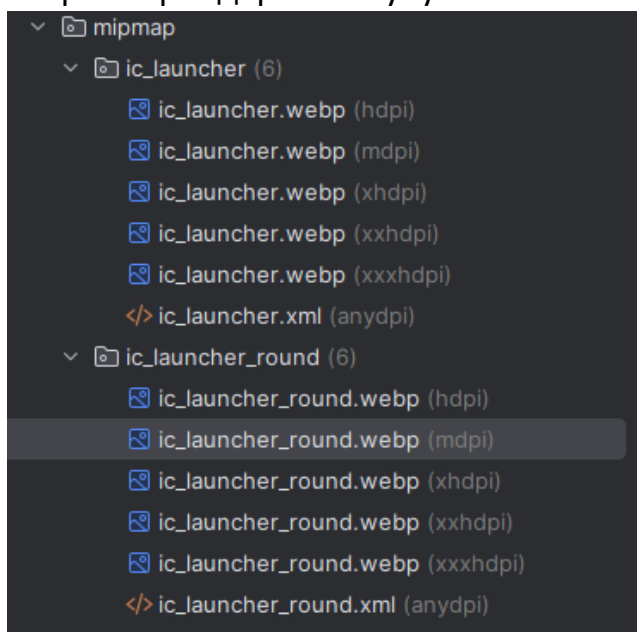 mipmap
ic_launcher (6)
ic_launcher.webp (hdpi)
ic_launcher.webp (mdpi)
ic_launcher.webp (xhdpi)
ic_launcher.webp (xxhdpi)
ic_launcher.webp (xxxhdpi)
</> ic_launcher.xml (anydpi)
ic_launcher_round (6)
ic_launcher_round.webp (hdpi)
ic_launcher_round.webp (mdpi)
ic_launcher_round.webp (xhdpi)
ic_launcher_round.webp (xxhdpi)
ic_launcher_round.webp (xxxhdpi)
</> ic_launcher_round.xml (anydpi)